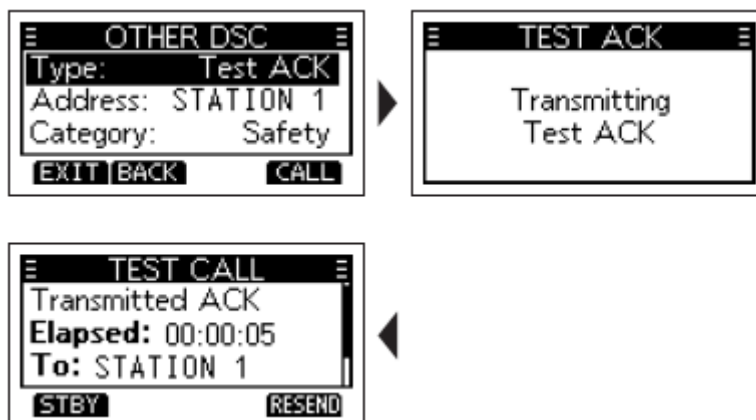 OTHER DSC
Type: Test ACK
Address: STATION 1
Category: Safety
EXIT BACK CALL
TEST ACK
Transmitting
Test ACK
TEST CALL
Transmitted ACK
Elapsed: 00:00:05
To: STATION 1
STBY RESEND